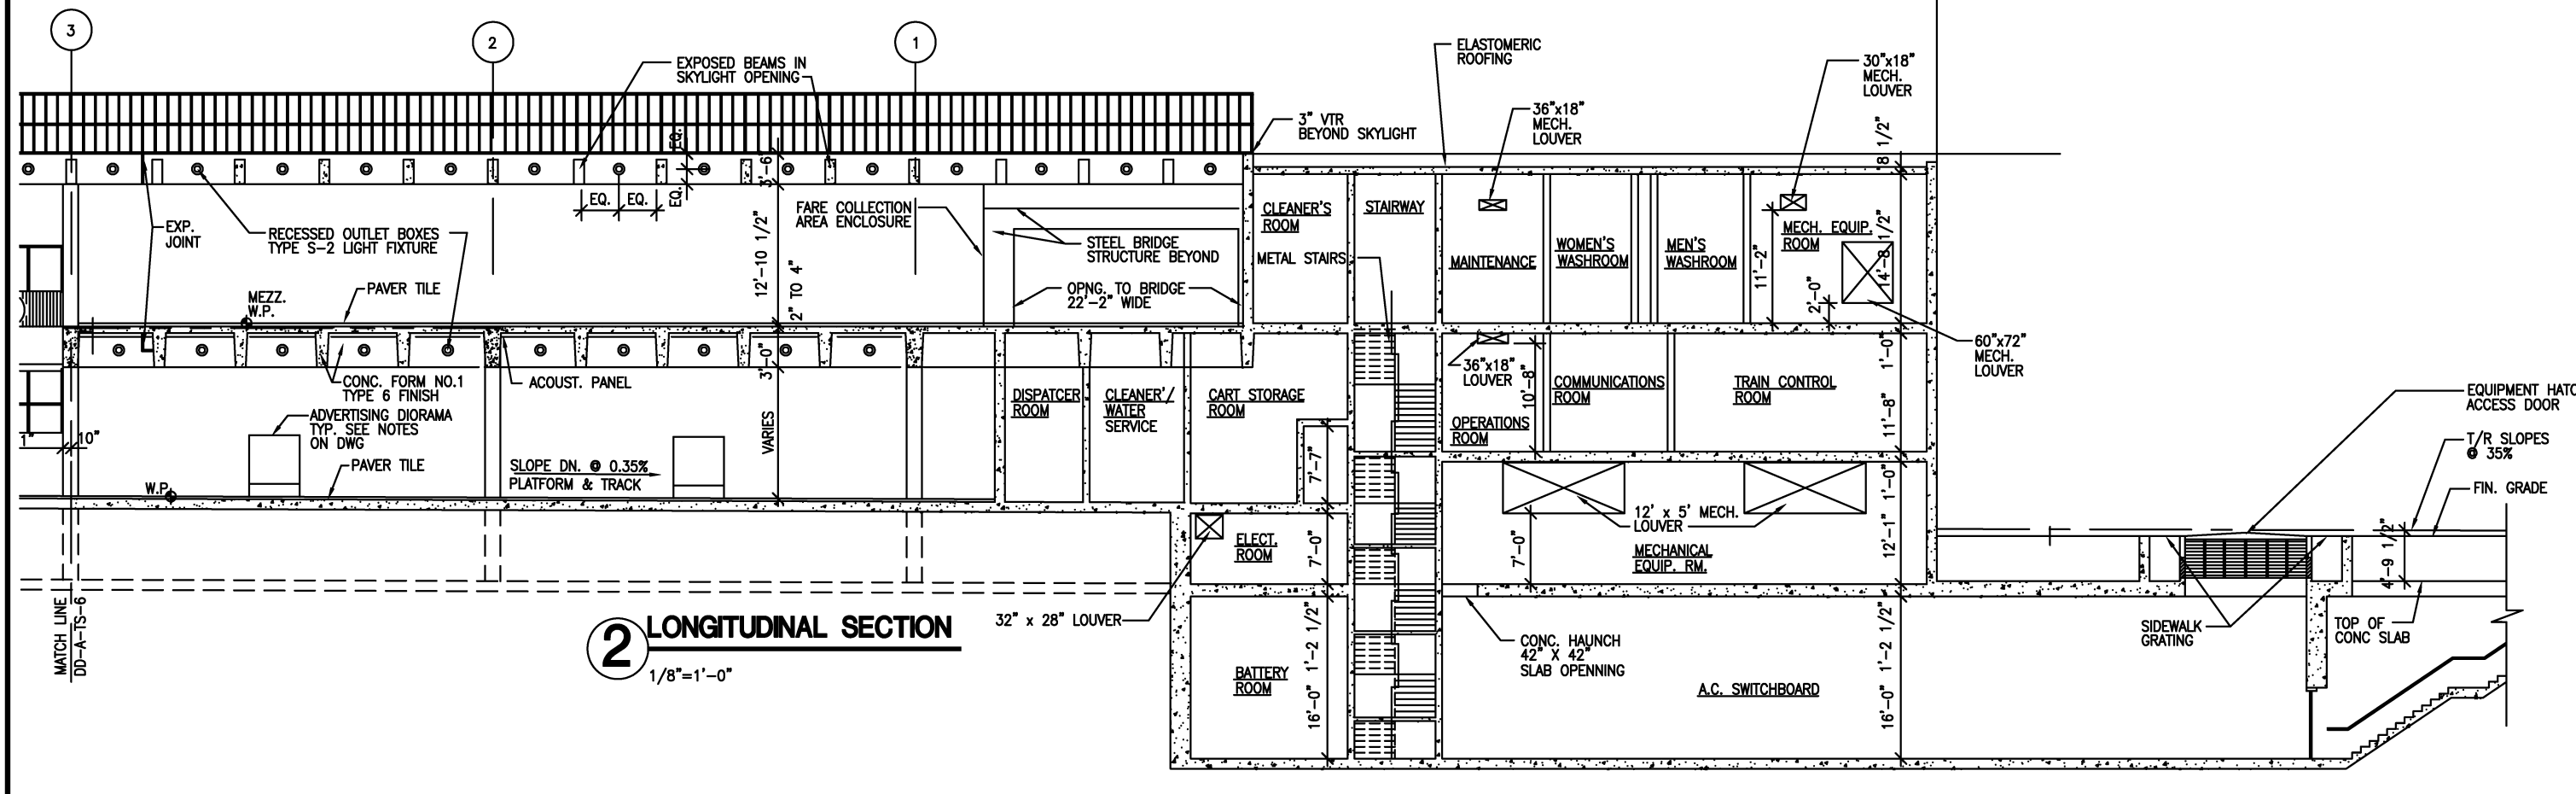 3
2
1
EXPOSED BEAMS IN
SKYLIGHT OPENING
ELASTOMERIC
ROOFING
30"x18"
MECH.
LOUVER
36"x18"
MECH.
LOUVER
3" VTR
BEYOND SKYLIGHT
8 1/2"
EQ.
EQ.
3'-6"
EQ.
EQ.
FARE COLLECTION
AREA ENCLOSURE
CLEANER'S
ROOM
STAIRWAY
EXP.
JOINT
RECESSED OUTLET BOXES
TYPE S-2 LIGHT FIXTURE
12'-10 1/2"
STEEL BRIDGE
STRUCTURE BEYOND
METAL STAIRS
MAINTENANCE
WOMEN'S
WASHROOM
MEN'S
WASHROOM
11'-2"
MECH. EQUIP.
ROOM
14'-8 1/2"
2'-0"
MEZZ.
W.P.
PAVER TILE
2" TO 4"
OPNG. TO BRIDGE
22'-2" WIDE
60"x72"
MECH.
LOUVER
3'-0"
1'-0"
CONC. FORM NO.1
TYPE 6 FINISH
ACOUST. PANEL
DISPATCER
ROOM
CLEANER'/
WATER
SERVICE
CART STORAGE
ROOM
36"x18"
LOUVER
10'-8"
OPERATIONS
ROOM
COMMUNICATIONS
ROOM
TRAIN CONTROL
ROOM
11'-8"
EQUIPMENT HATC
ACCESS DOOR
T/R SLOPES
@ 35%
FIN. GRADE
1"
10"
ADVERTISING DIORAMA
TYP. SEE NOTES
ON DWG
PAVER TILE
VARIES
SLOPE DN. @ 0.35%
PLATFORM & TRACK
W.P.
7'-7"
1'-0"
12' x 5' MECH.
LOUVER
7'-0"
MECHANICAL
EQUIP. RM.
12'-1"
ELECT.
ROOM
7'-0"
4'-9 1/2"
MATCH LINE
DD-A-TS-6
2
LONGITUDINAL SECTION
1/8"=1'-0"
32" x 28" LOUVER
1'-2 1/2"
CONC. HAUNCH
42" X 42"
SLAB OPENNING
1'-2 1/2"
SIDEWALK
GRATING
TOP OF
CONC SLAB
BATTERY
ROOM
16'-0"
A.C. SWITCHBOARD
16'-0"